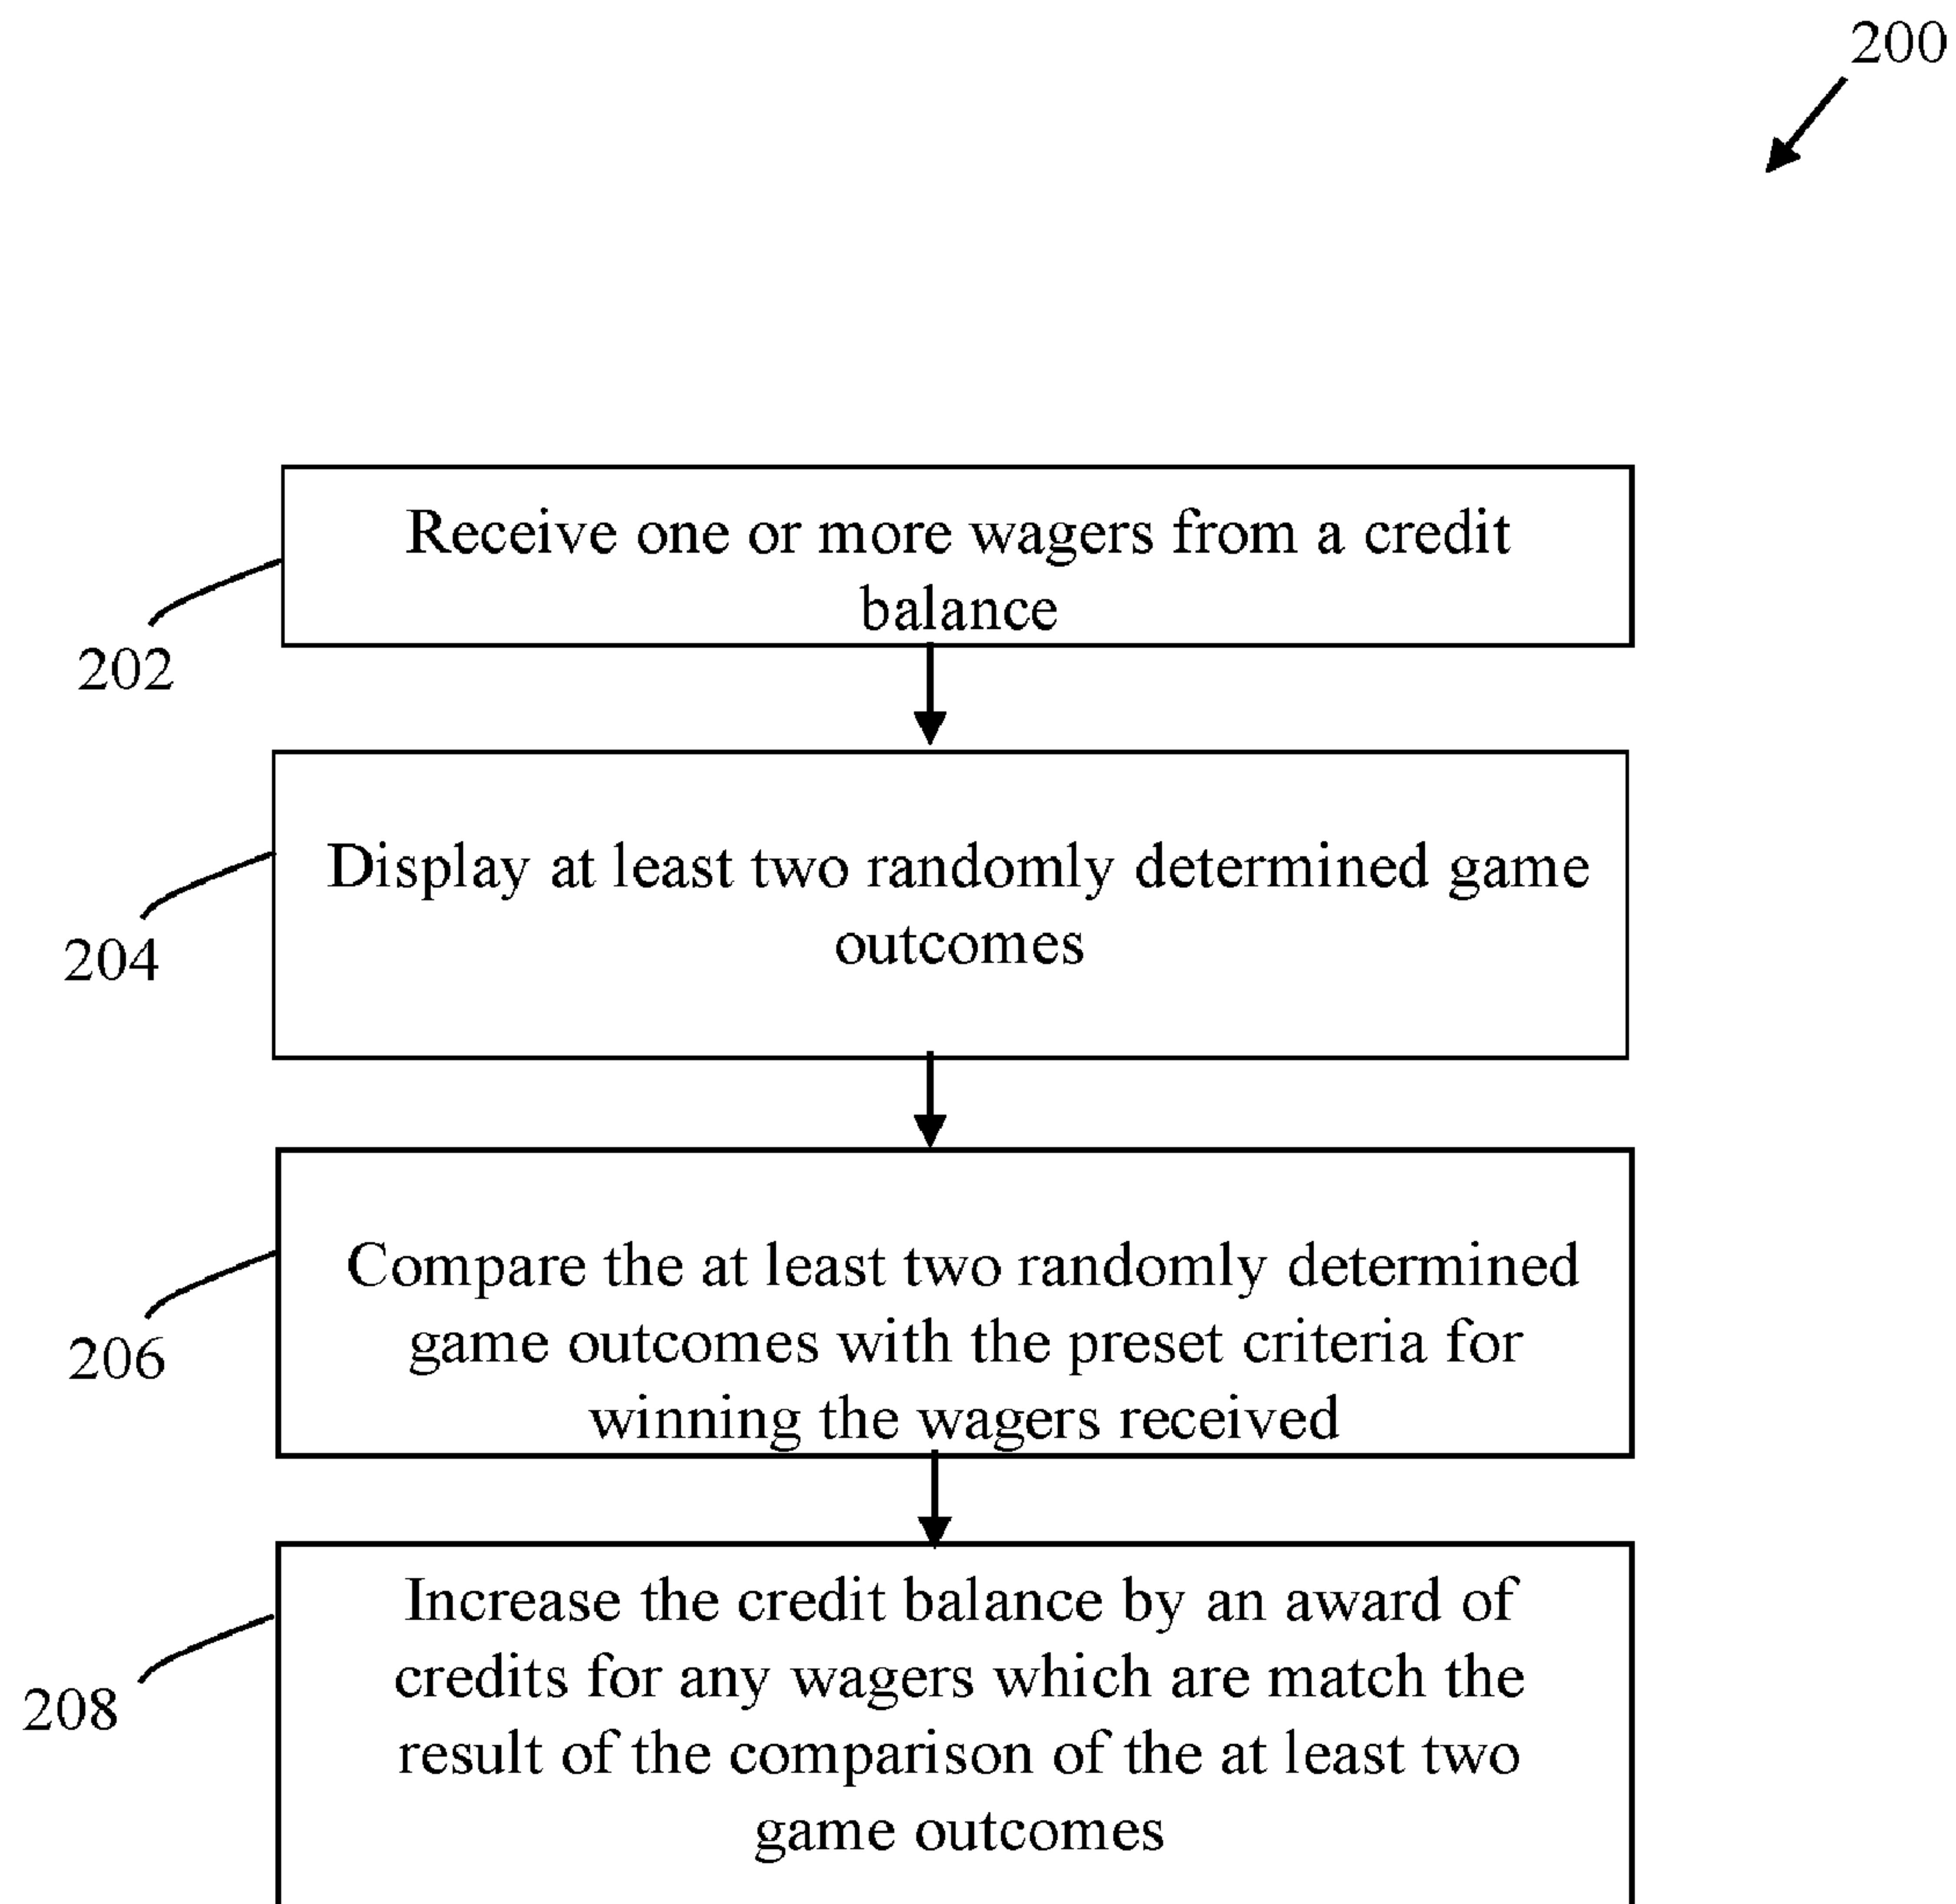 200
Receive one or more wagers from a credit
balance
202
Display at least two randomly determined game
outcomes
204
Compare the at least two randomly determined
game outcomes with the preset criteria for
winning the wagers received
206
Increase the credit balance by an award of
credits for any wagers which are match the
result of the comparison of the at least two
game outcomes
208